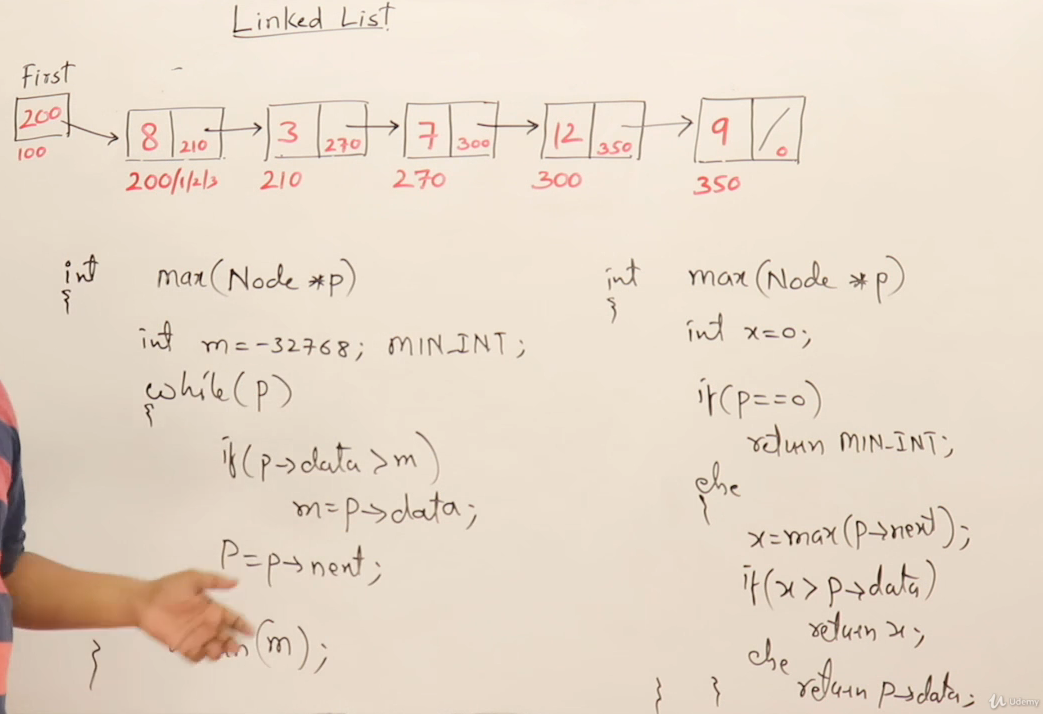 Linked List
First
200
100
8 210
200/1/2/3
3 270
210
7 300
270
12 350
300
9 0
350
int max(Node *p)
{
int m=-32768; MIN_INT;
while(p)
{
if(p→data>m)
m=p→data;
P=p→next;
(m);
}
int max(Node *p)
{
int x=0;
if(p==0)
return MIN_INT;
else
{
x=max(p→next);
if(x>p→data)
return x;
else
return p→data;
}
}
Udemy